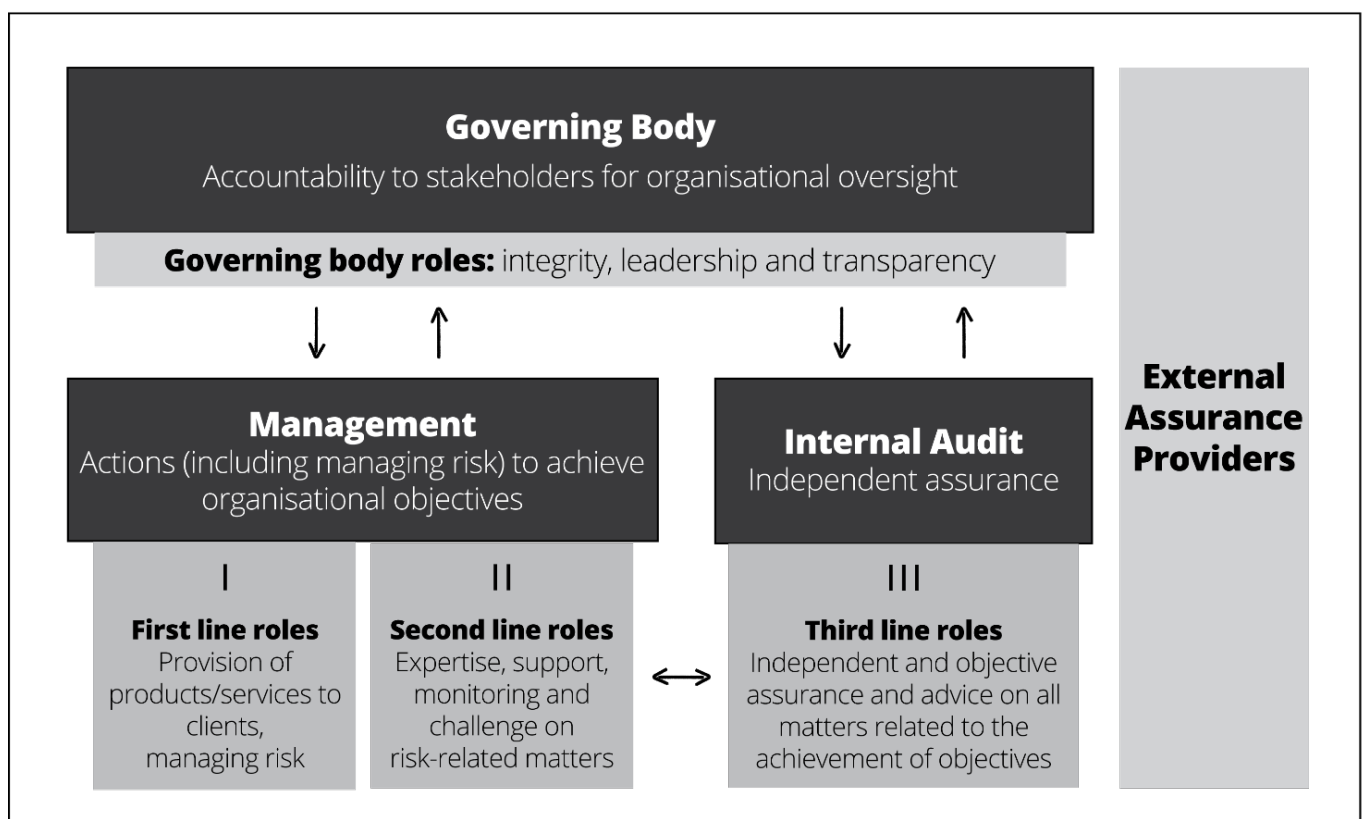 Governing Body
Accountability to stakeholders for organisational oversight
Governing body roles: integrity, leadership and transparency
Management
Actions (including managing risk) to achieve
organisational objectives
Internal Audit
Independent assurance
External
Assurance
Providers
I
First line roles
Provision of
products/services to
clients,
managing risk
II
Second line roles
Expertise, support,
monitoring and
challenge on
risk-related matters
III
Third line roles
Independent and objective
assurance and advice on all
matters related to the
achievement of objectives